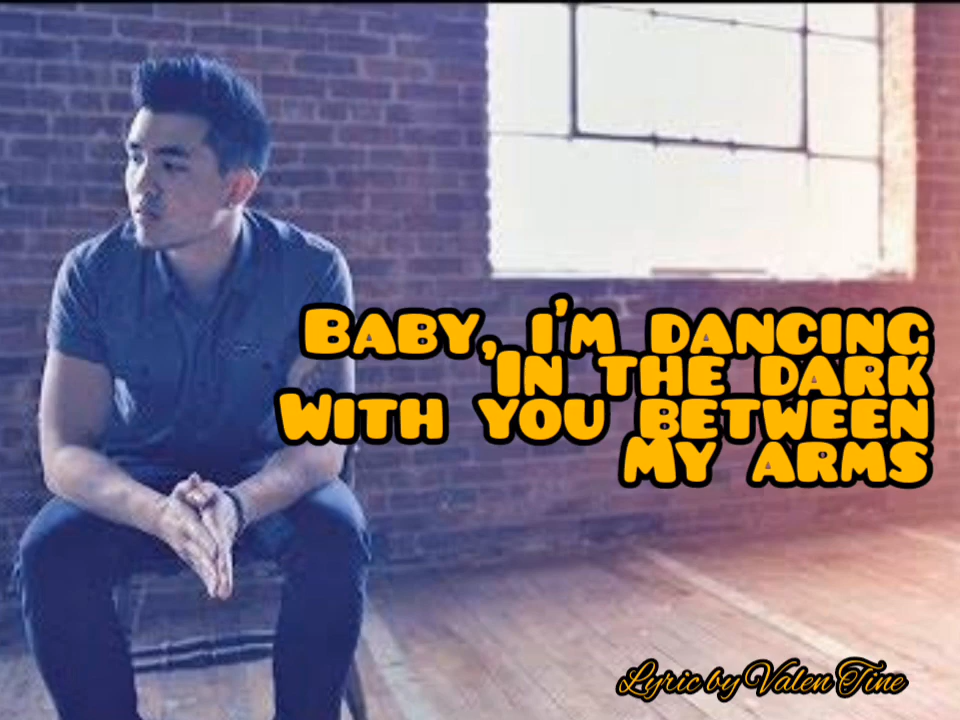 Baby, i'm dancing
in the dark
With you between
my arms
Lyric by Valen Tine